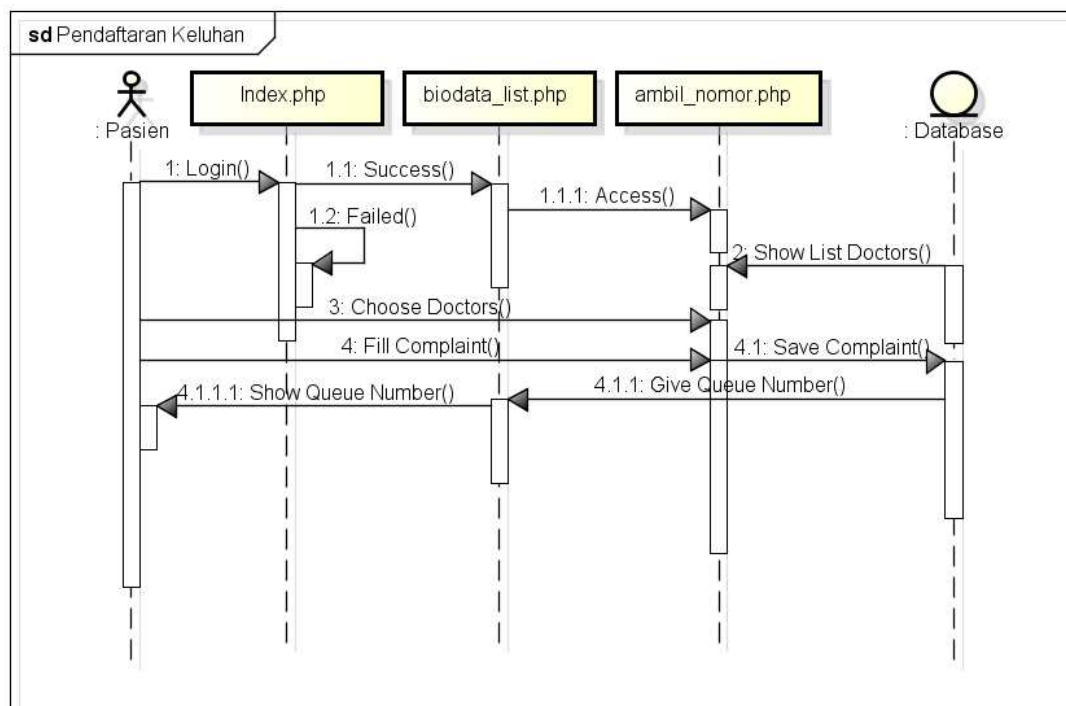 sd Pendaftaran Keluhan
: Pasien
Index.php
biodata_list.php
ambil_nomor.php
: Database
1: Login()
1.1: Success()
1.1.1: Access()
1.2: Failed()
2: Show List Doctors()
3: Choose Doctors()
4: Fill Complaint()
4.1: Save Complaint()
4.1.1: Give Queue Number()
4.1.1.1: Show Queue Number()